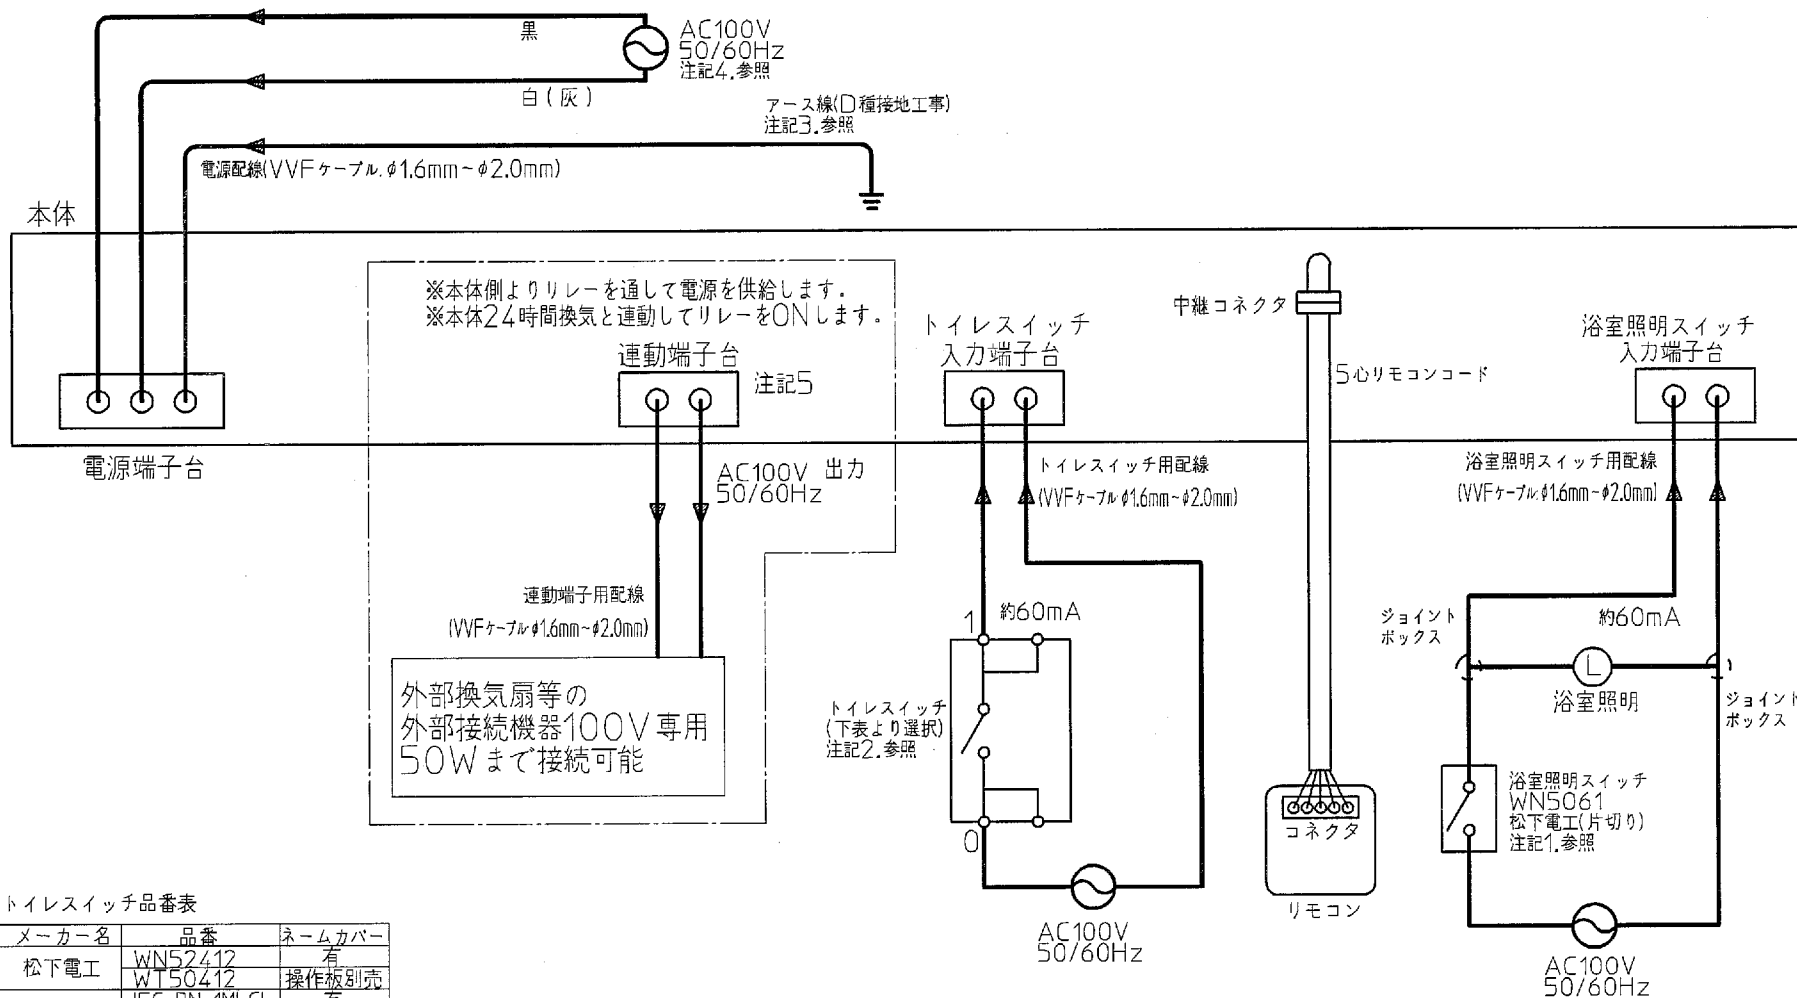 黒
AC100V
50/60Hz
注記4.参照
白(灰)
アース線(D種接地工事)
注記3.参照
電源配線(VVFケーブル.φ1.6mm~φ2.0mm)
本体
※本体側よりリレーを通して電源を供給します.
※本体24時間換気と連動してリレーをONします.
連動端子台
注記5
トイレスイッチ
入力端子台
中継コネクタ
5心リモコンコード
浴室照明スイッチ
入力端子台
電源端子台
AC100V 出力
50/60Hz
トイレスイッチ用配線
(VVFケーブルφ1.6mm~φ2.0mm)
浴室照明スイッチ用配線
(VVFケーブル.φ1.6mm~φ2.0mm)
連動端子用配線
(VVFケーブルφ1.6mm~φ2.0mm)
外部換気扇等の
外部接続機器100V専用
50Wまで接続可能
1
約60mA
トイレスイッチ
(下表より選択)
注記2.参照
0
AC100V
50/60Hz
コネクタ
リモコン
ジョイント
ボックス
約60mA
L
浴室照明
ジョイント
ボックス
浴室照明スイッチ
WN5061
松下電工(片切り)
注記1.参照
AC100V
50/60Hz
トイレスイッチ品番表
メーカー名 品番 ネームカバー
松下電工 WN52412 有
WT50412 操作板別売